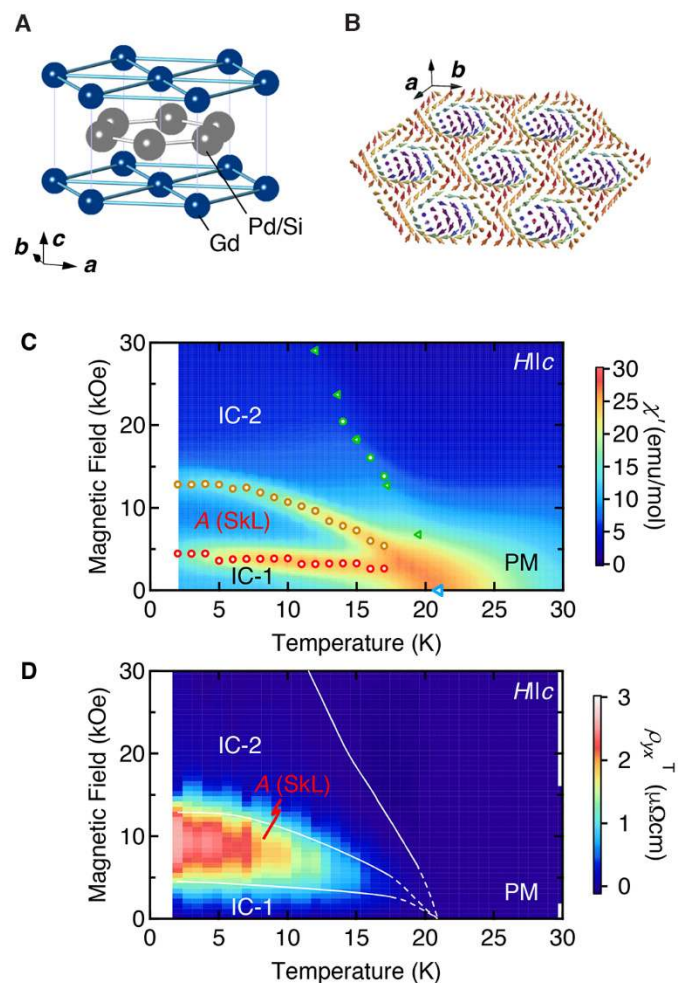 A
B
a
b
Pd/Si
Gd
c
b
a
C
30
20
10
0
Magnetic Field (kOe)
H||c
IC-2
A (SkL)
IC-1
PM
0 5 10 15 20 25 30
Temperature (K)
30
25
20
15
10
5
0
χ′ (emu/mol)
D
30
20
10
0
Magnetic Field (kOe)
H||c
IC-2
A (SkL)
IC-1
PM
0 5 10 15 20 25 30
Temperature (K)
3
2
1
0
ρyx^T (μΩcm)